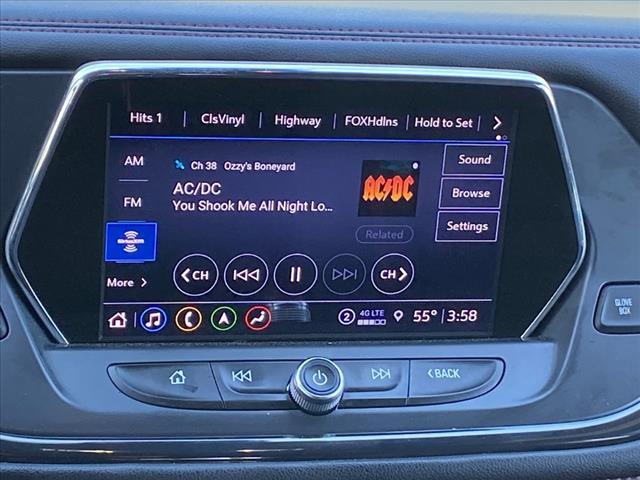 Hits 1 ClsVinyl Highway FOXHdlns Hold to Set
AM Ch 38 Ozzy's Boneyard Sound
AC/DC AC/DC Browse
FM You Shook Me All Night Lo... Settings
SiriusXM Related
More CH CH
2 4G LTE 55° 3:58
GLOVE
BOX
BACK